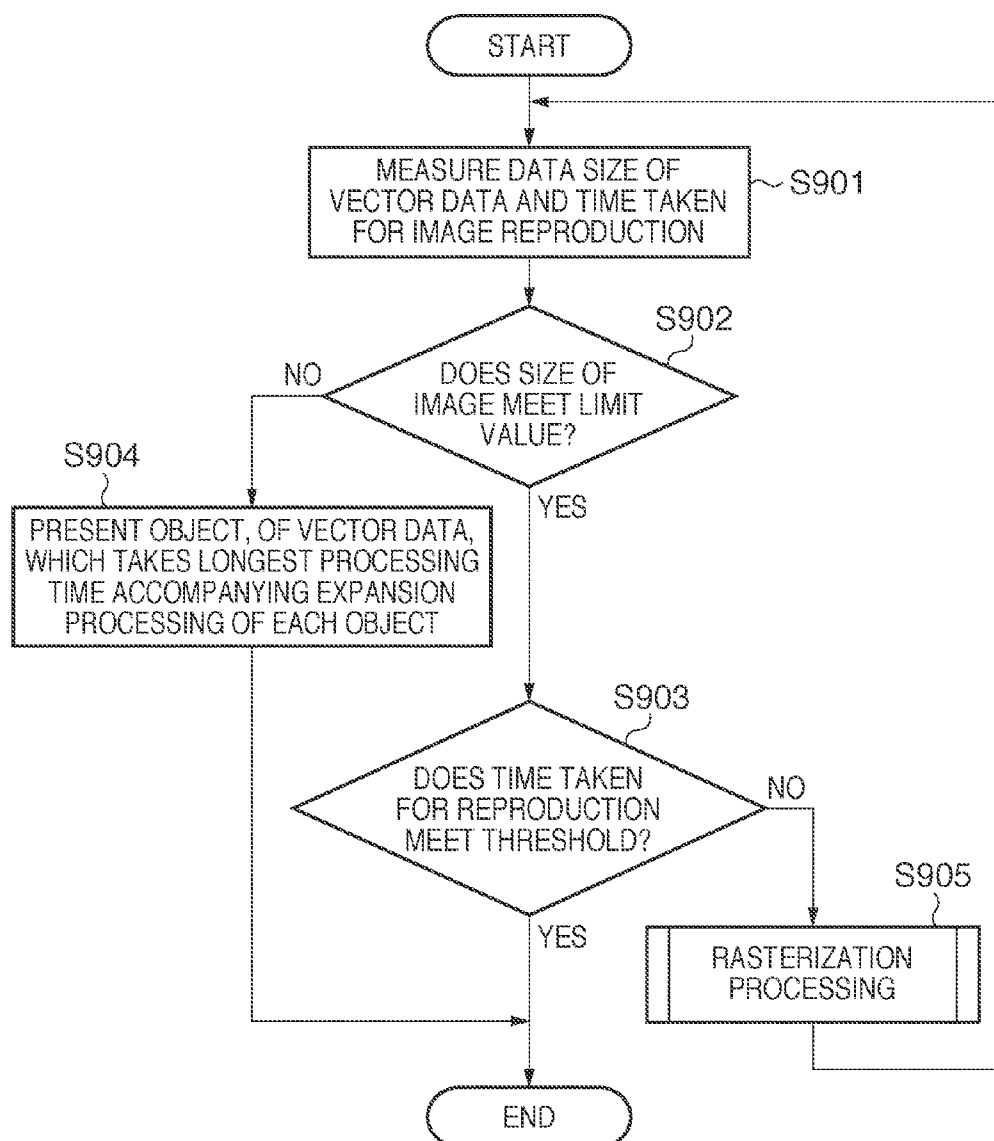 START
MEASURE DATA SIZE OF
VECTOR DATA AND TIME TAKEN
FOR IMAGE REPRODUCTION
S901
S902
DOES SIZE OF
IMAGE MEET LIMIT
VALUE?
NO
YES
S904
PRESENT OBJECT, OF VECTOR DATA,
WHICH TAKES LONGEST PROCESSING
TIME ACCOMPANYING EXPANSION
PROCESSING OF EACH OBJECT
S903
DOES TIME TAKEN
FOR REPRODUCTION
MEET THRESHOLD?
NO
YES
S905
RASTERIZATION
PROCESSING
END